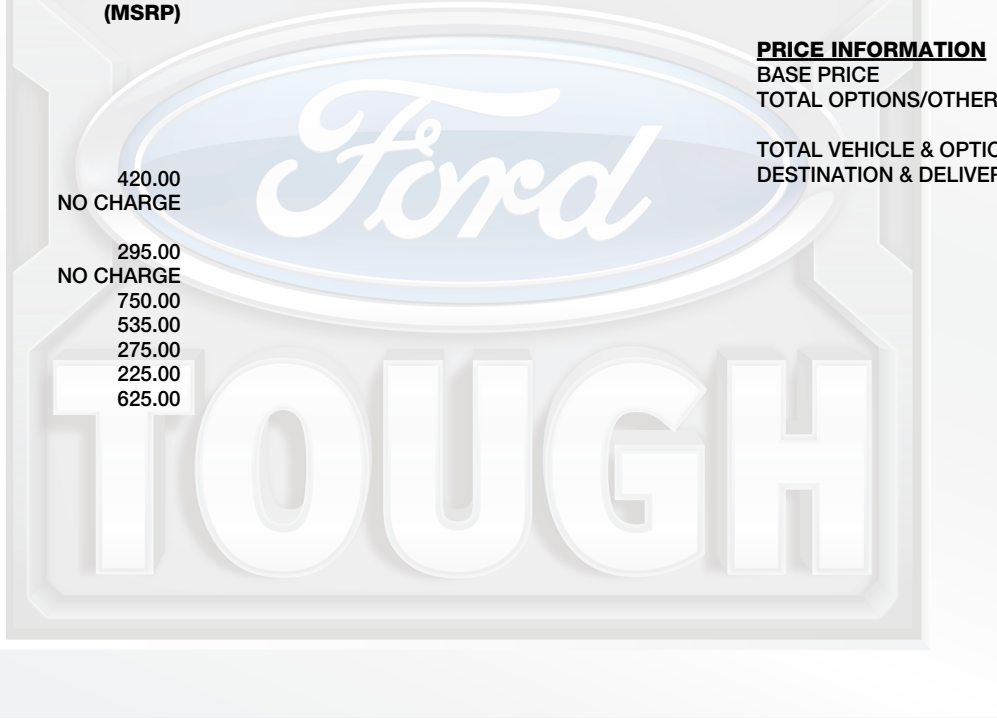 (MSRP)
420.00
NO CHARGE
295.00
NO CHARGE
750.00
535.00
275.00
225.00
625.00
PRICE INFORMATION
BASE PRICE
TOTAL OPTIONS/OTHER
TOTAL VEHICLE & OPTIO
DESTINATION & DELIVER
Ford
TOUGH